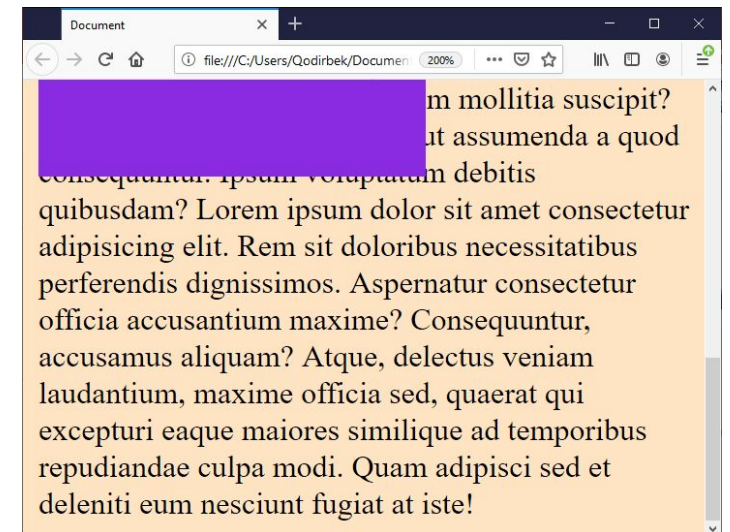 Document
file:///C:/Users/Qodirbek/Documen
200%
m mollitia suscipit?
ut assumenda a quod
consequuntur. Ipsum voluptatum debitis
quibusdam? Lorem ipsum dolor sit amet consectetur
adipisicing elit. Rem sit doloribus necessitatibus
perferendis dignissimos. Aspernatur consectetur
officia accusantium maxime? Consequuntur,
accusamus aliquam? Atque, delectus veniam
laudantium, maxime officia sed, quaerat qui
excepturi eaque maiores similique ad temporibus
repudiandae culpa modi. Quam adipisci sed et
deleniti eum nesciunt fugiat at iste!